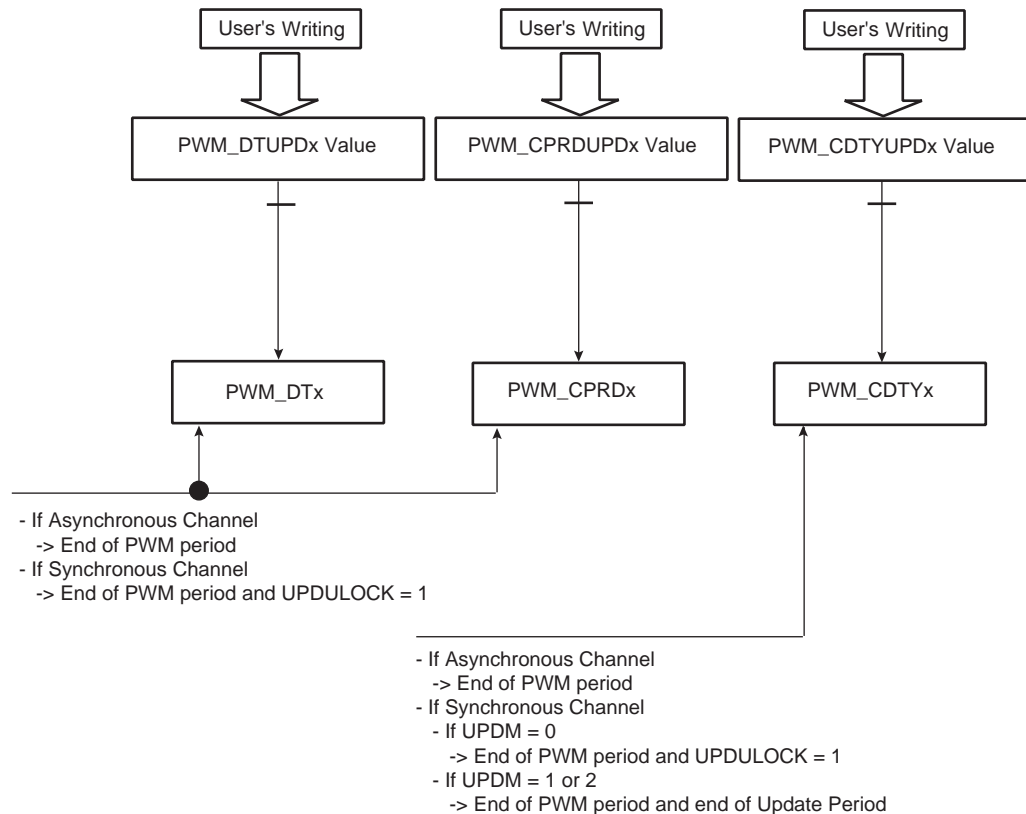 User's Writing
User's Writing
User's Writing
PWM_DTUPDx Value
PWM_CPRDUPDx Value
PWM_CDTYUPDx Value
PWM_DTx
PWM_CPRDx
PWM_CDTYx
- If Asynchronous Channel
-> End of PWM period
- If Synchronous Channel
-> End of PWM period and UPDULOCK = 1
- If Asynchronous Channel
-> End of PWM period
- If Synchronous Channel
- If UPDM = 0
-> End of PWM period and UPDULOCK = 1
- If UPDM = 1 or 2
-> End of PWM period and end of Update Period